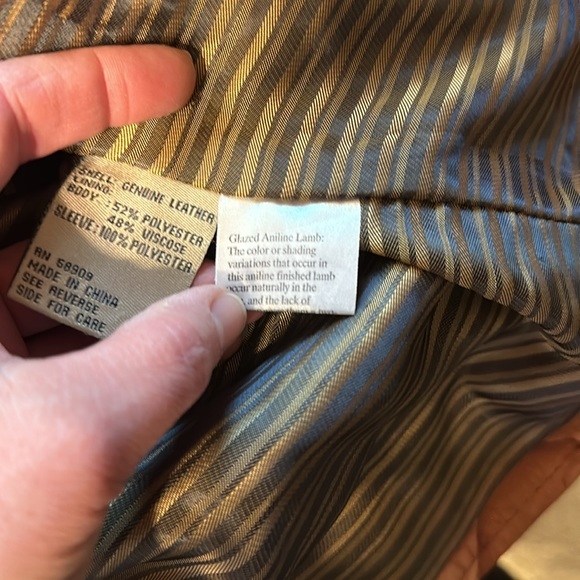 SHELL: GENUINE LEATHER
LINING:
BODY: 52% POLYESTER
48% VISCOSE
SLEEVE: 100% POLYESTER
RN 58909
MADE IN CHINA
SEE REVERSE
SIDE FOR CARE
Glazed Aniline Lamb:
The color or shading
variations that occur in
this aniline finished lamb
occur naturally in the
and the lack of